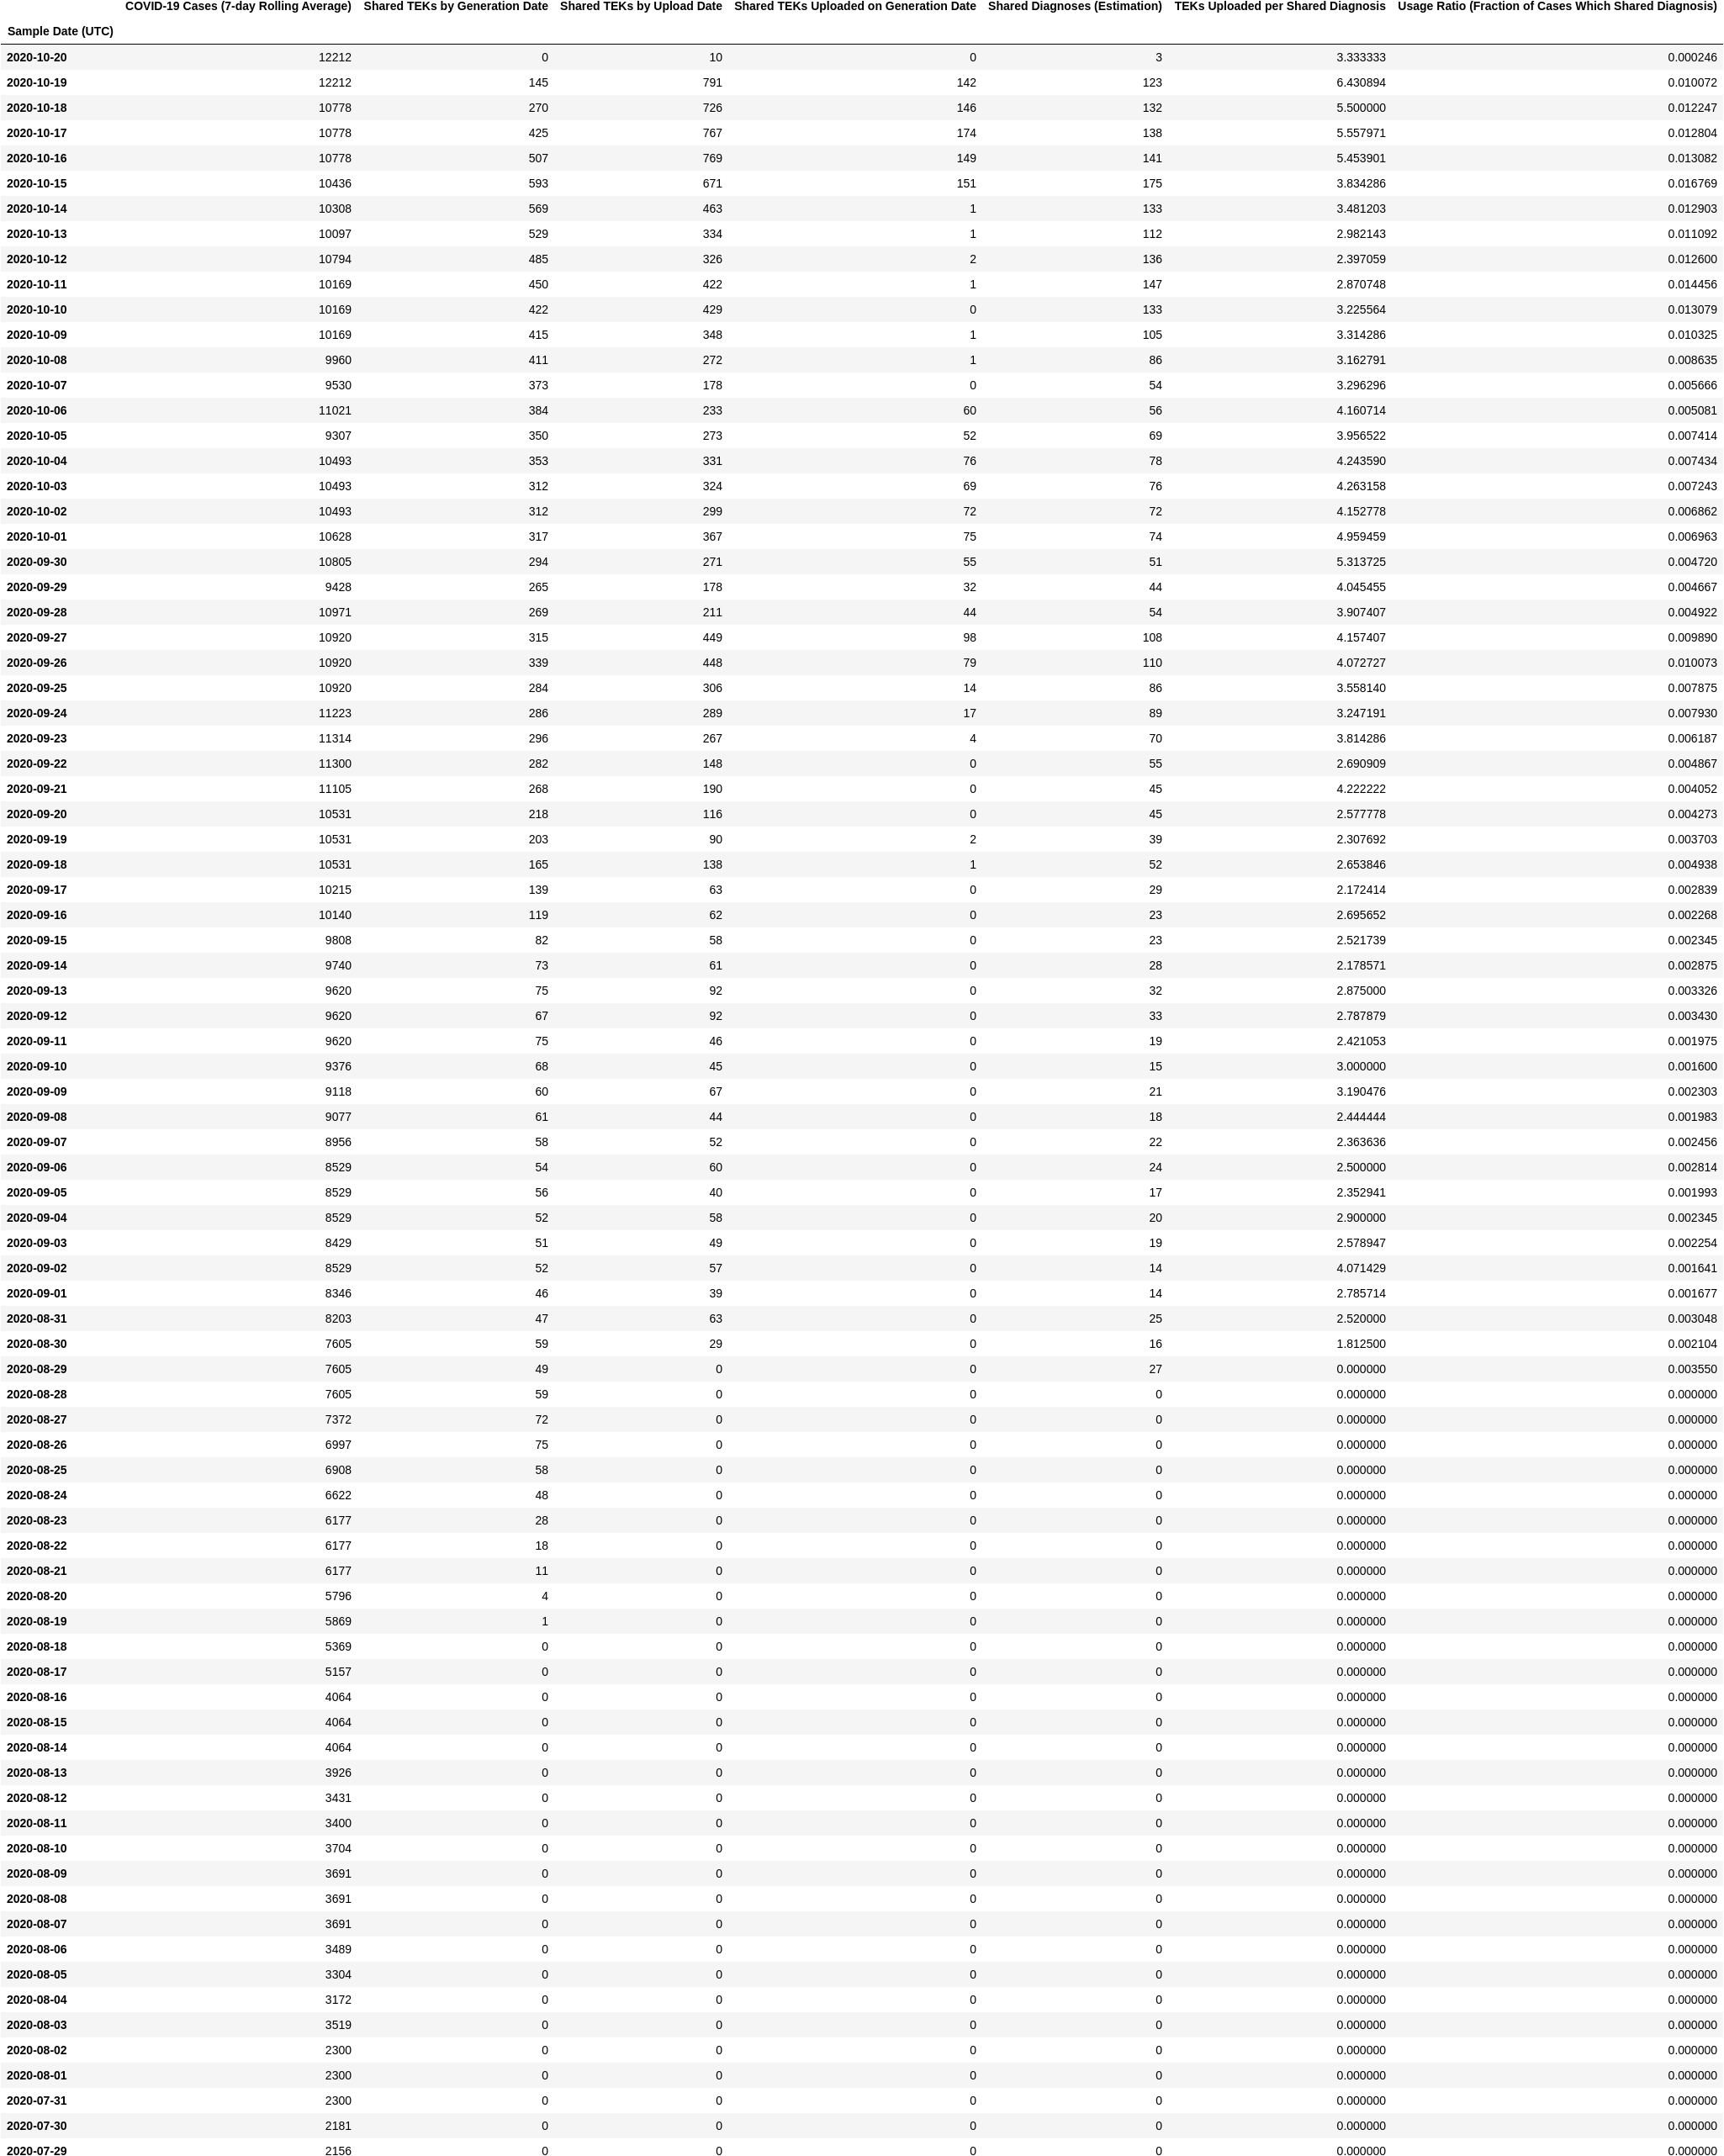 COVID-19 Cases (7-day Rolling Average) Shared TEKs by Generation Date Shared TEKs by Upload Date Shared TEKs Uploaded on Generation Date Shared Diagnoses (Estimation) TEKs Uploaded per Shared Diagnosis Usage Ratio (Fraction of Cases Which Shared Diagnosis)
Sample Date (UTC)
2020-10-20 12212 0 10 0 3 3.333333 0.000246
2020-10-19 12212 145 791 142 123 6.430894 0.010072
2020-10-18 10778 270 726 146 132 5.500000 0.012247
2020-10-17 10778 425 767 174 138 5.557971 0.012804
2020-10-16 10778 507 769 149 141 5.453901 0.013082
2020-10-15 10436 593 671 151 175 3.834286 0.016769
2020-10-14 10308 569 463 1 133 3.481203 0.012903
2020-10-13 10097 529 334 1 112 2.982143 0.011092
2020-10-12 10794 485 326 2 136 2.397059 0.012600
2020-10-11 10169 450 422 1 147 2.870748 0.014456
2020-10-10 10169 422 429 0 133 3.225564 0.013079
2020-10-09 10169 415 348 1 105 3.314286 0.010325
2020-10-08 9960 411 272 1 86 3.162791 0.008635
2020-10-07 9530 373 178 0 54 3.296296 0.005666
2020-10-06 11021 384 233 60 56 4.160714 0.005081
2020-10-05 9307 350 273 52 69 3.956522 0.007414
2020-10-04 10493 353 331 76 78 4.243590 0.007434
2020-10-03 10493 312 324 69 76 4.263158 0.007243
2020-10-02 10493 312 299 72 72 4.152778 0.006862
2020-10-01 10628 317 367 75 74 4.959459 0.006963
2020-09-30 10805 294 271 55 51 5.313725 0.004720
2020-09-29 9428 265 178 32 44 4.045455 0.004667
2020-09-28 10971 269 211 44 54 3.907407 0.004922
2020-09-27 10920 315 449 98 108 4.157407 0.009890
2020-09-26 10920 339 448 79 110 4.072727 0.010073
2020-09-25 10920 284 306 14 86 3.558140 0.007875
2020-09-24 11223 286 289 17 89 3.247191 0.007930
2020-09-23 11314 296 267 4 70 3.814286 0.006187
2020-09-22 11300 282 148 0 55 2.690909 0.004867
2020-09-21 11105 268 190 0 45 4.222222 0.004052
2020-09-20 10531 218 116 0 45 2.577778 0.004273
2020-09-19 10531 203 90 2 39 2.307692 0.003703
2020-09-18 10531 165 138 1 52 2.653846 0.004938
2020-09-17 10215 139 63 0 29 2.172414 0.002839
2020-09-16 10140 119 62 0 23 2.695652 0.002268
2020-09-15 9808 82 58 0 23 2.521739 0.002345
2020-09-14 9740 73 61 0 28 2.178571 0.002875
2020-09-13 9620 75 92 0 32 2.875000 0.003326
2020-09-12 9620 67 92 0 33 2.787879 0.003430
2020-09-11 9620 75 46 0 19 2.421053 0.001975
2020-09-10 9376 68 45 0 15 3.000000 0.001600
2020-09-09 9118 60 67 0 21 3.190476 0.002303
2020-09-08 9077 61 44 0 18 2.444444 0.001983
2020-09-07 8956 58 52 0 22 2.363636 0.002456
2020-09-06 8529 54 60 0 24 2.500000 0.002814
2020-09-05 8529 56 40 0 17 2.352941 0.001993
2020-09-04 8529 52 58 0 20 2.900000 0.002345
2020-09-03 8429 51 49 0 19 2.578947 0.002254
2020-09-02 8529 52 57 0 14 4.071429 0.001641
2020-09-01 8346 46 39 0 14 2.785714 0.001677
2020-08-31 8203 47 63 0 25 2.520000 0.003048
2020-08-30 7605 59 29 0 16 1.812500 0.002104
2020-08-29 7605 49 0 0 27 0.000000 0.003550
2020-08-28 7605 59 0 0 0 0.000000 0.000000
2020-08-27 7372 72 0 0 0 0.000000 0.000000
2020-08-26 6997 75 0 0 0 0.000000 0.000000
2020-08-25 6908 58 0 0 0 0.000000 0.000000
2020-08-24 6622 48 0 0 0 0.000000 0.000000
2020-08-23 6177 28 0 0 0 0.000000 0.000000
2020-08-22 6177 18 0 0 0 0.000000 0.000000
2020-08-21 6177 11 0 0 0 0.000000 0.000000
2020-08-20 5796 4 0 0 0 0.000000 0.000000
2020-08-19 5869 1 0 0 0 0.000000 0.000000
2020-08-18 5369 0 0 0 0 0.000000 0.000000
2020-08-17 5157 0 0 0 0 0.000000 0.000000
2020-08-16 4064 0 0 0 0 0.000000 0.000000
2020-08-15 4064 0 0 0 0 0.000000 0.000000
2020-08-14 4064 0 0 0 0 0.000000 0.000000
2020-08-13 3926 0 0 0 0 0.000000 0.000000
2020-08-12 3431 0 0 0 0 0.000000 0.000000
2020-08-11 3400 0 0 0 0 0.000000 0.000000
2020-08-10 3704 0 0 0 0 0.000000 0.000000
2020-08-09 3691 0 0 0 0 0.000000 0.000000
2020-08-08 3691 0 0 0 0 0.000000 0.000000
2020-08-07 3691 0 0 0 0 0.000000 0.000000
2020-08-06 3489 0 0 0 0 0.000000 0.000000
2020-08-05 3304 0 0 0 0 0.000000 0.000000
2020-08-04 3172 0 0 0 0 0.000000 0.000000
2020-08-03 3519 0 0 0 0 0.000000 0.000000
2020-08-02 2300 0 0 0 0 0.000000 0.000000
2020-08-01 2300 0 0 0 0 0.000000 0.000000
2020-07-31 2300 0 0 0 0 0.000000 0.000000
2020-07-30 2181 0 0 0 0 0.000000 0.000000
2020-07-29 2156 0 0 0 0 0.000000 0.000000